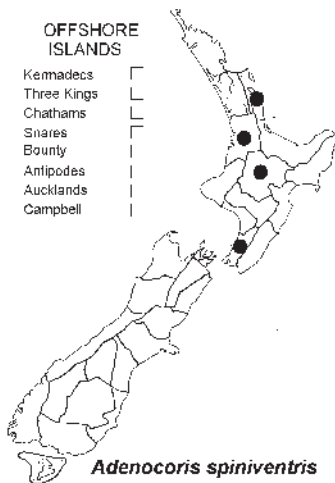 OFFSHORE
ISLANDS
Kermadecs
Three Kings
Chathams
Snares
Bounty
Antipodes
Aucklands
Campbell
Adenocoris spiniventris